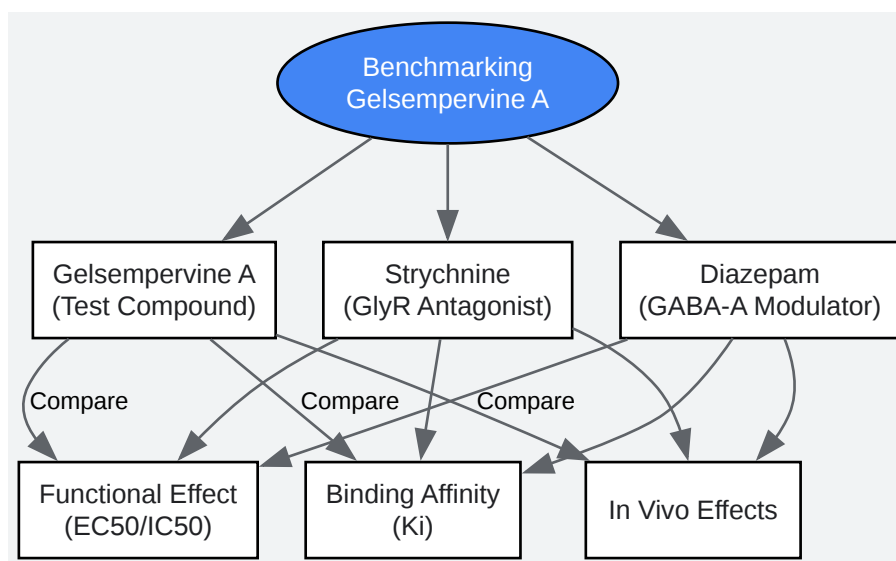 Benchmarking
Gelsempervine A
Gelsempervine A
(Test Compound)
Strychnine
(GlyR Antagonist)
Diazepam
(GABA-A Modulator)
Compare
Compare
Compare
Functional Effect
(EC50/IC50)
Binding Affinity
(Ki)
In Vivo Effects